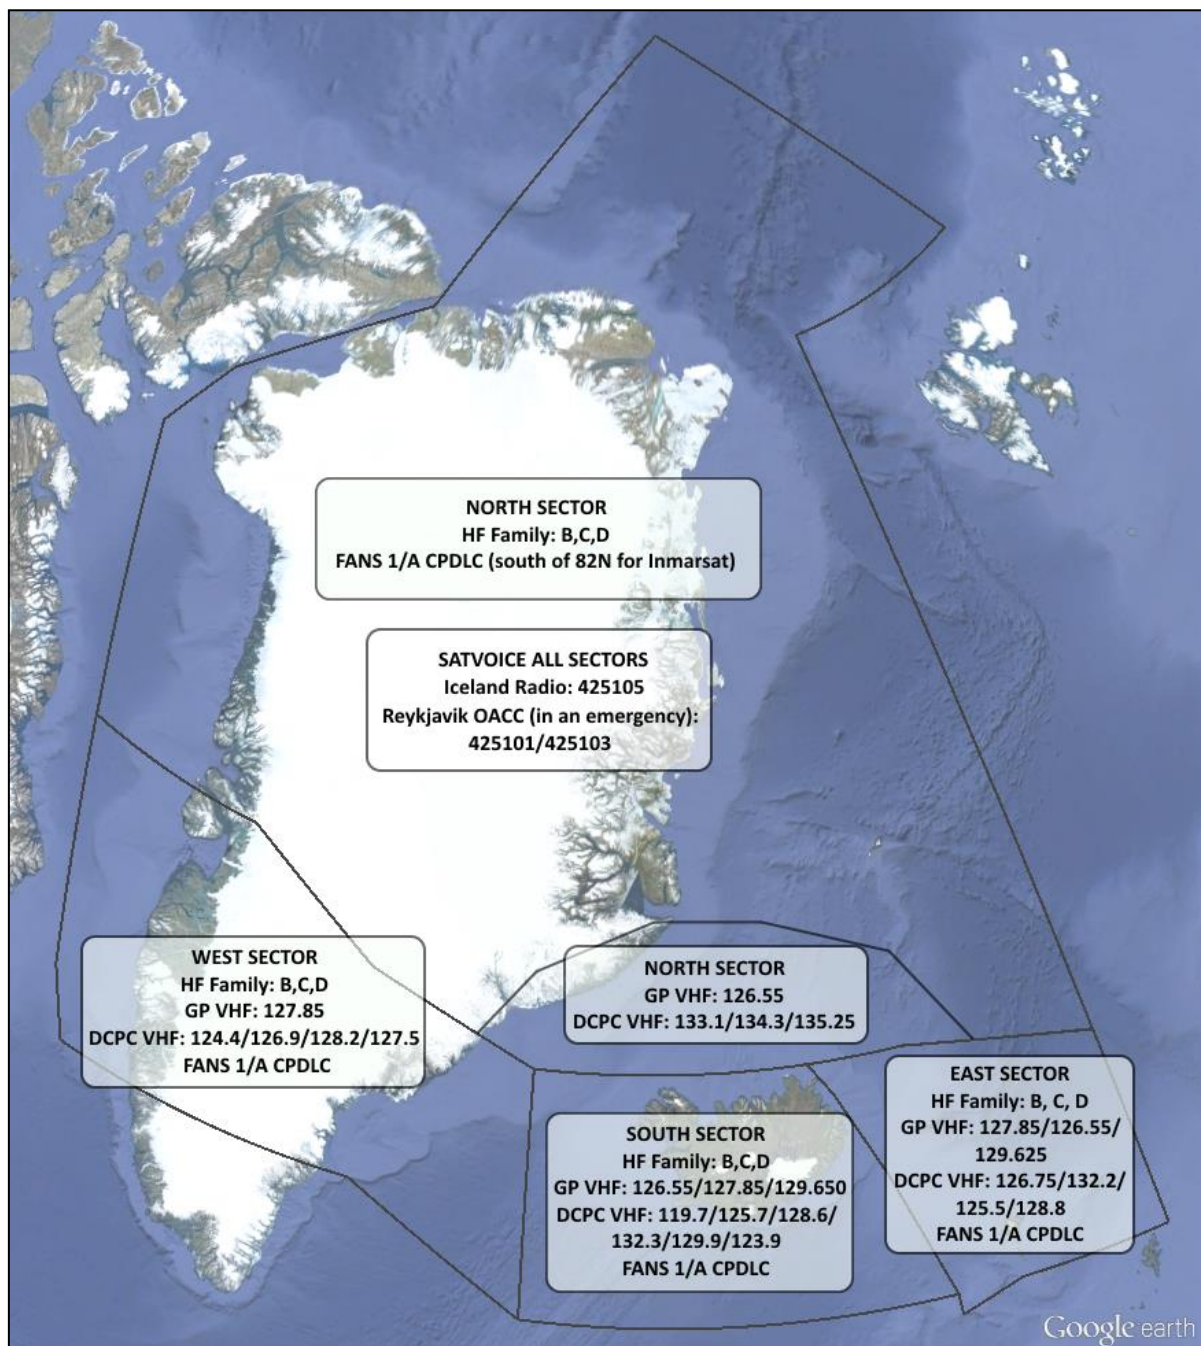 NORTH SECTOR
HF Family: B,C,D
FANS 1/A CPDLC (south of 82N for Inmarsat)
SATVOICE ALL SECTORS
Iceland Radio: 425105
Reykjavik OACC (in an emergency):
425101/425103
WEST SECTOR
HF Family: B,C,D
GP VHF: 127.85
DCPC VHF: 124.4/126.9/128.2/127.5
FANS 1/A CPDLC
NORTH SECTOR
GP VHF: 126.55
DCPC VHF: 133.1/134.3/135.25
SOUTH SECTOR
HF Family: B,C,D
GP VHF: 126.55/127.85/129.650
DCPC VHF: 119.7/125.7/128.6/
132.3/129.9/123.9
FANS 1/A CPDLC
EAST SECTOR
HF Family: B, C, D
GP VHF: 127.85/126.55/
129.625
DCPC VHF: 126.75/132.2/
125.5/128.8
FANS 1/A CPDLC
Google earth